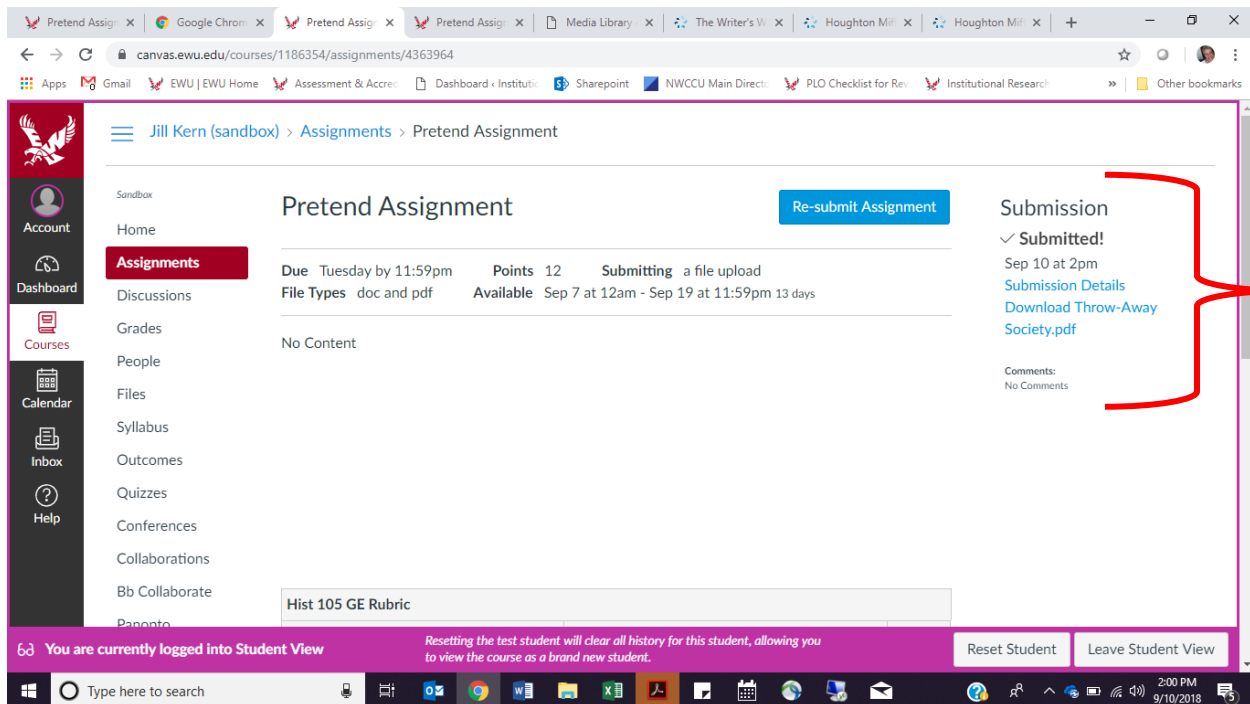 Pretend Assign
Google Chrom
Pretend Assign
Pretend Assign
Media Library
The Writer's W
Houghton Miff
Houghton Miff
canvas.ewu.edu/courses/1186354/assignments/4363964
Apps Gmail EWU | EWU Home Assessment & Accred Dashboard ‹ Institutic Sharepoint NWCCU Main Directo PLO Checklist for Rev Institutional Research » Other bookmarks
Jill Kern (sandbox) > Assignments > Pretend Assignment
Account
Dashboard
Courses
Calendar
Inbox
Help
Sandbox
Home
Assignments
Discussions
Grades
People
Files
Syllabus
Outcomes
Quizzes
Conferences
Collaborations
Bb Collaborate
Panopto
Pretend Assignment
Re-submit Assignment
Due Tuesday by 11:59pm Points 12 Submitting a file upload
File Types doc and pdf Available Sep 7 at 12am - Sep 19 at 11:59pm 13 days
No Content
Hist 105 GE Rubric
Submission
✓ Submitted!
Sep 10 at 2pm
Submission Details
Download Throw-Away
Society.pdf
Comments:
No Comments
You are currently logged into Student View
Resetting the test student will clear all history for this student, allowing you
to view the course as a brand new student.
Reset Student
Leave Student View
Type here to search
2:00 PM
9/10/2018
5